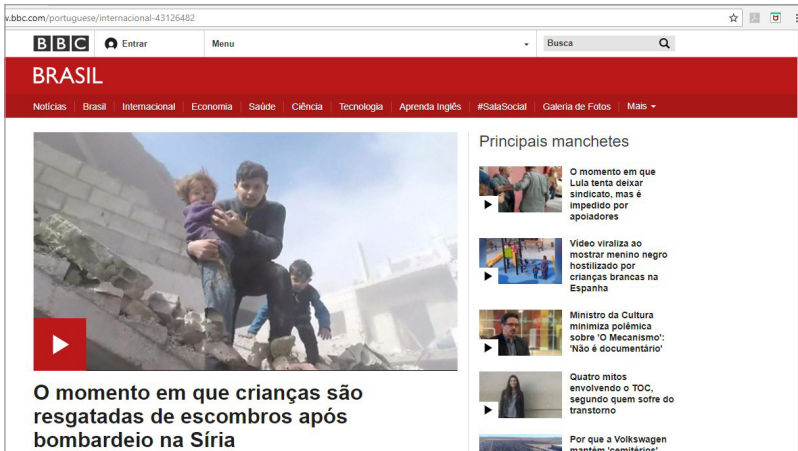 v.bbc.com/portuguese/internacional-43126482
BBC Entrar Menu Busca
BRASIL
Notícias Brasil Internacional Economia Saúde Ciência Tecnologia Aprenda Inglês #SalaSocial Galeria de Fotos Mais
O momento em que crianças são
resgatadas de escombros após
bombardeio na Síria
Principais manchetes
O momento em que
Lula tenta deixar
sindicato, mas é
impedido por
apoiadores
Vídeo viraliza ao
mostrar menino negro
hostilizado por
crianças brancas na
Espanha
Ministro da Cultura
minimiza polêmica
sobre 'O Mecanismo':
'Não é documentário'
Quatro mitos
envolvendo o TOC,
segundo quem sofre do
transtorno
Por que a Volkswagen
mantém 'cemitérios'